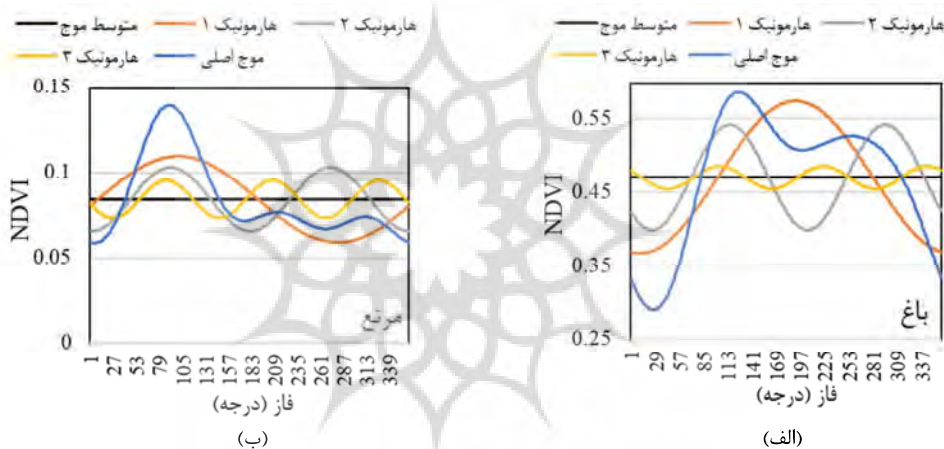 متوسط موج هارمونیک ۱ هارمونیک ۲
هارمونیک ۳ موج اصلی
0.55
0.45
0.35
0.25
NDVI
باغ
1 29 57 85 113 141 169 197 225 253 281 309 337
فاز (درجه)
(الف)
متوسط موج هارمونیک ۱ هارمونیک ۲
هارمونیک ۳ موج اصلی
0.15
0.1
0.05
0
NDVI
مرتع
1 27 53 79 105 131 157 183 209 235 261 287 313 339
فاز (درجه)
(ب)